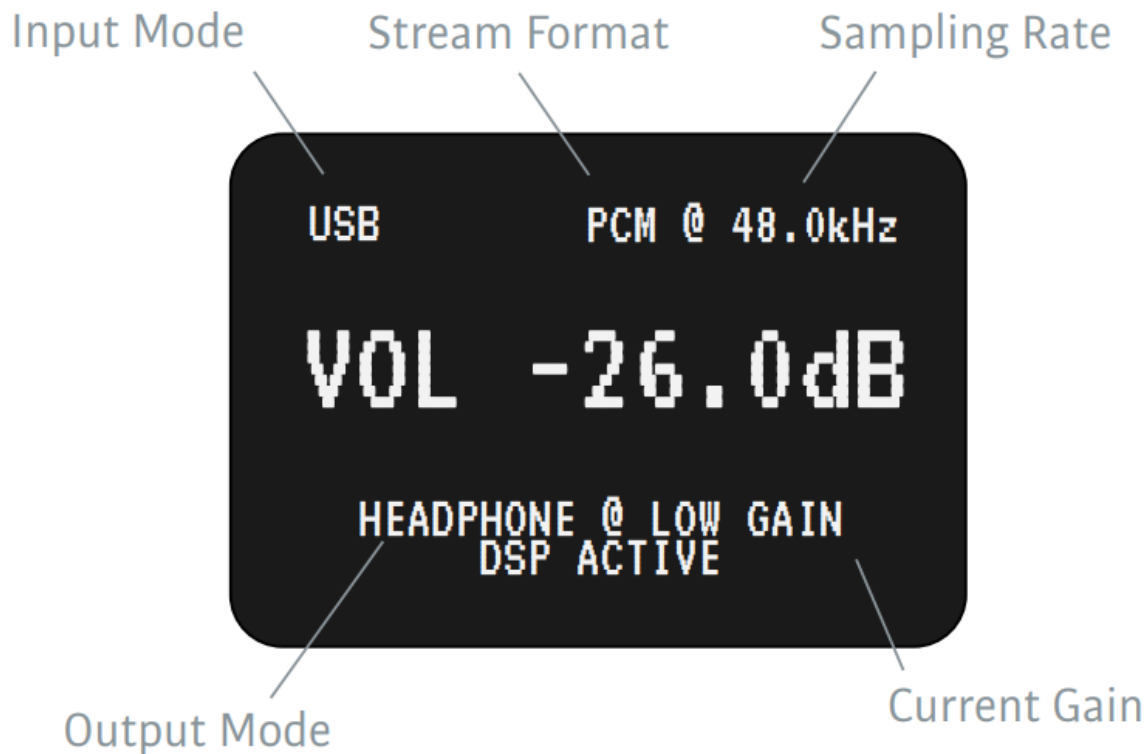 Input Mode Stream Format Sampling Rate
USB PCM @ 48.0kHz
VOL -26.0dB
HEADPHONE @ LOW GAIN
DSP ACTIVE
Current Gain
Output Mode